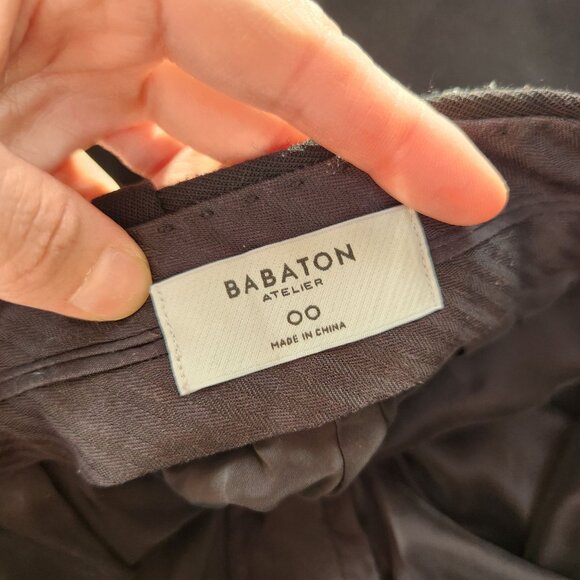 BABATON
ATELIER
00
MADE IN CHINA